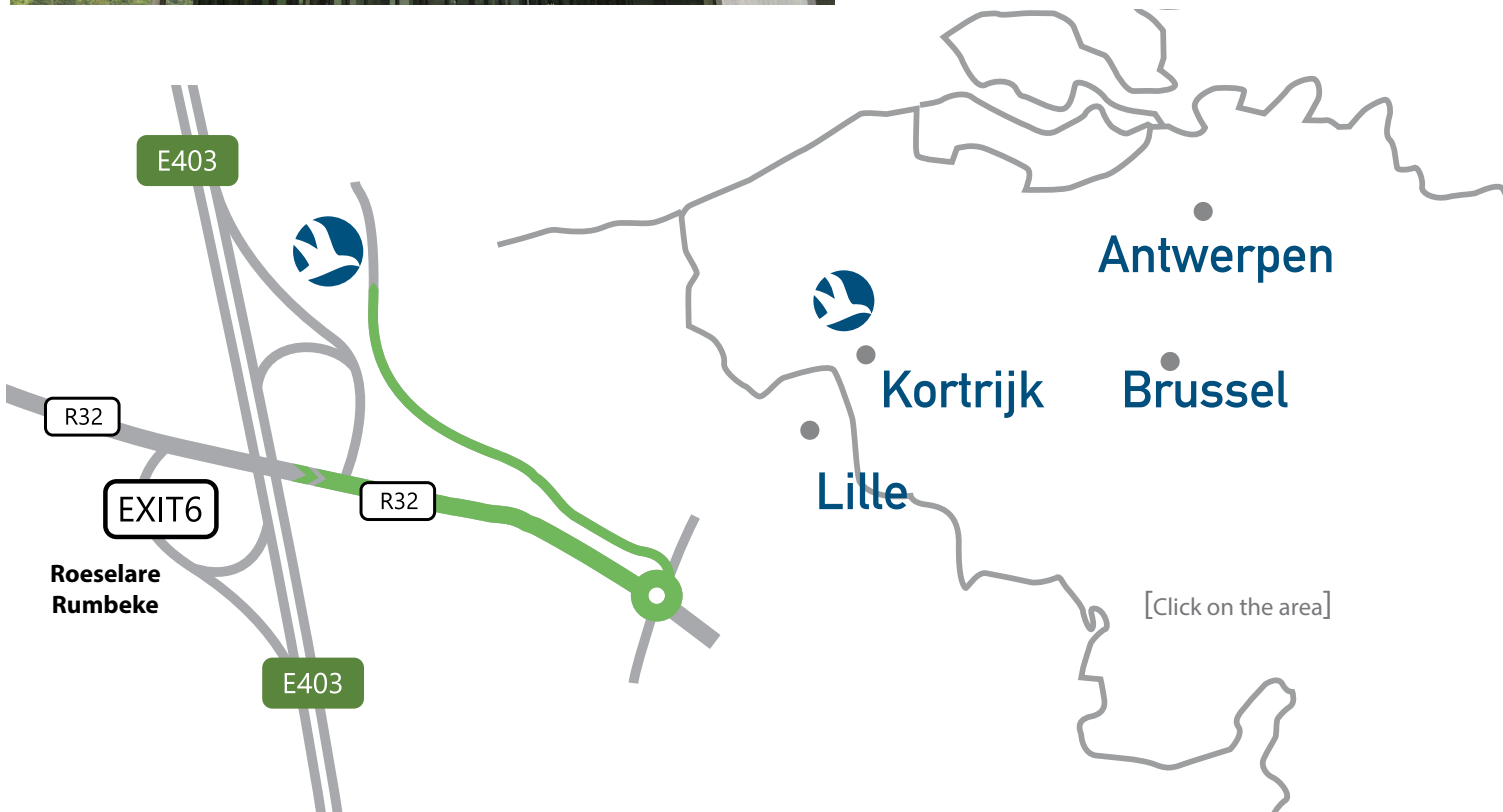 E403
R32
R32
EXIT6
Roeselare
Rumbeke
E403
Antwerpen
Kortrijk
Brussel
Lille
[Click on the area]